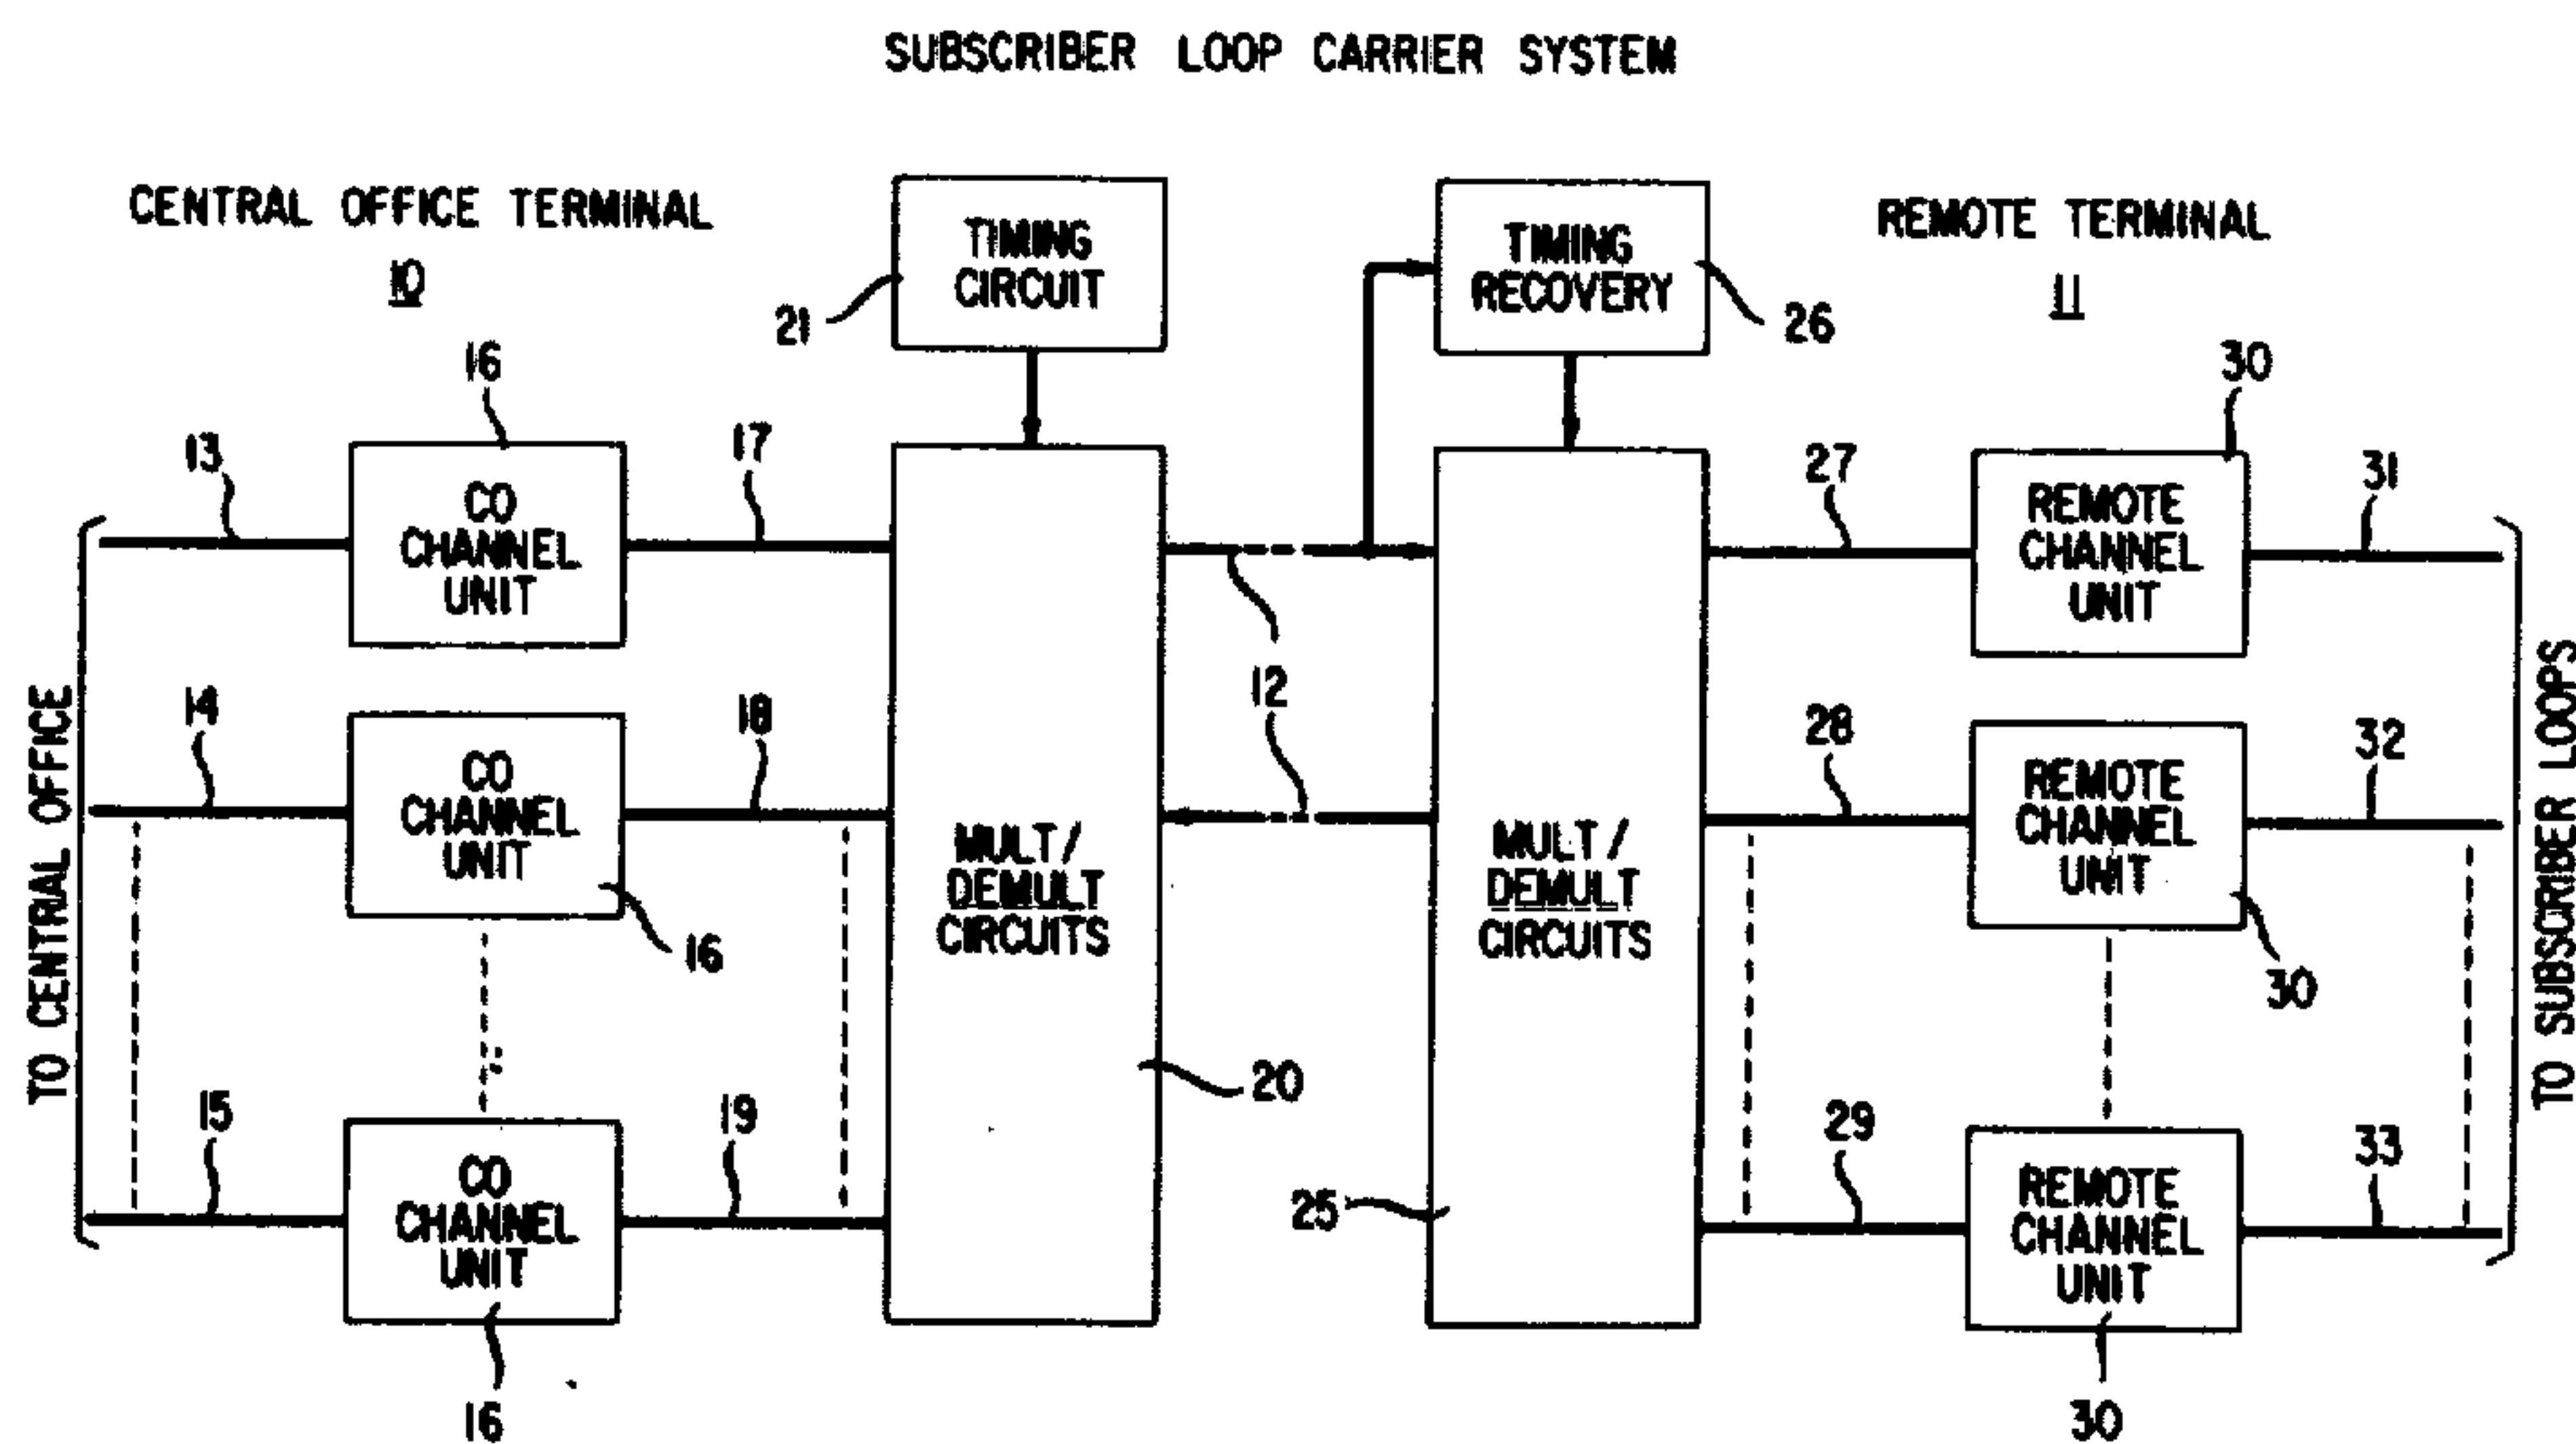 SUBSCRIBER LOOP CARRIER SYSTEM
CENTRAL OFFICE TERMINAL
10
TIMING
CIRCUIT
21
TIMING
RECOVERY
26
REMOTE TERMINAL
11
16
30
13
CO
CHANNEL
UNIT
17
27
REMOTE
CHANNEL
UNIT
31
12
14
CO
CHANNEL
UNIT
16
18
28
REMOTE
CHANNEL
UNIT
30
32
MULT/
DEMULT
CIRCUITS
20
MULT/
DEMULT
CIRCUITS
25
TO CENTRAL OFFICE
TO SUBSCRIBER LOOPS
15
CO
CHANNEL
UNIT
16
19
29
REMOTE
CHANNEL
UNIT
30
33